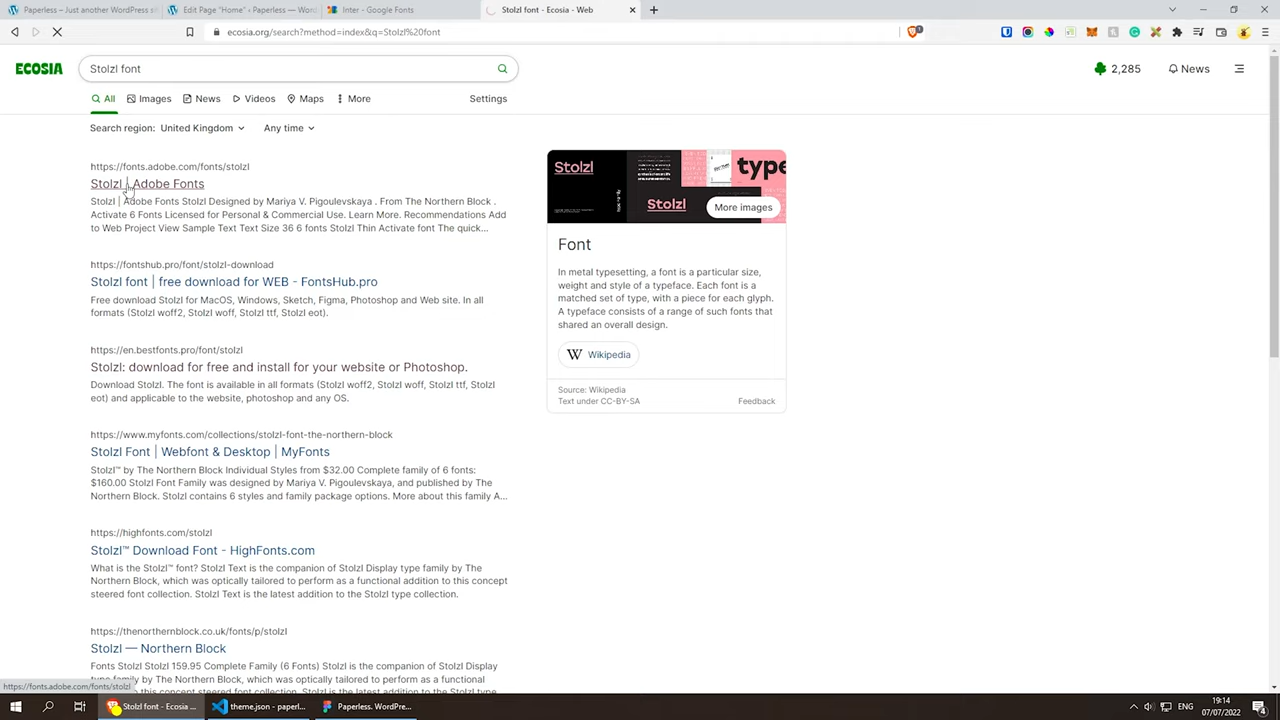 Paperless – Just another WordPress si
Edit Page "Home" ‹ Paperless — Word
Inter - Google Fonts
Stolzl font - Ecosia - Web
ecosia.org/search?method=index&q=Stolzl%20font
ECOSIA
Stolzl font
2,285
News
All
Images
News
Videos
Maps
More
Settings
Search region: United Kingdom
Any time
https://fonts.adobe.com/fonts/stolzl
Stolzl | Adobe Fonts
Stolzl | Adobe Fonts Stolzl Designed by Mariya V. Pigoulevskaya . From The Northern Block .
Activate 6 Fonts Licensed for Personal & Commercial Use. Learn More. Recommendations Add
to Web Project View Sample Text Text Size 36 6 fonts Stolzl Thin Activate font The quick...
https://fontshub.pro/font/stolzl-download
Stolzl font | free download for WEB - FontsHub.pro
Free download Stolzl for MacOS, Windows, Sketch, Figma, Photoshop and Web site. In all
formats (Stolzl woff2, Stolzl woff, Stolzl ttf, Stolzl eot).
https://en.bestfonts.pro/font/stolzl
Stolzl: download for free and install for your website or Photoshop.
Download Stolzl. The font is available in all formats (Stolzl woff2, Stolzl woff, Stolzl ttf, Stolzl
eot) and applicable to the website, photoshop and any OS.
https://www.myfonts.com/collections/stolzl-font-the-northern-block
Stolzl Font | Webfont & Desktop | MyFonts
Stolzl™ by The Northern Block Individual Styles from $32.00 Complete family of 6 fonts:
$160.00 Stolzl Font Family was designed by Mariya V. Pigoulevskaya, and published by The
Northern Block. Stolzl contains 6 styles and family package options. More about this family A...
https://highfonts.com/stolzl
Stolzl™ Download Font - HighFonts.com
What is the Stolzl™ font? Stolzl Text is the companion of Stolzl Display type family by The
Northern Block, which was optically tailored to perform as a functional addition to this concept
steered font collection. Stolzl Text is the latest addition to the Stolzl type collection.
https://thenorthernblock.co.uk/fonts/p/stolzl
Stolzl — Northern Block
Fonts Stolzl Stolzl 159.95 Complete Family (6 Fonts) Stolzl is the companion of Stolzl Display
type family by The Northern Block, which was optically tailored to perform as a functional
this concept steered font collection. Stolzl is the latest addition to the Stolzl type
Stolzl
Stolzl
type
More images
Font
In metal typesetting, a font is a particular size,
weight and style of a typeface. Each font is a
matched set of type, with a piece for each glyph.
A typeface consists of a range of such fonts that
shared an overall design.
W Wikipedia
Source: Wikipedia
Text under CC-BY-SA
Feedback
https://fonts.adobe.com/fonts/stolzl
Stolzl font - Ecosia ...
theme.json - paperl...
Paperless. WordPre...
ENG
19:14
07/07/2022